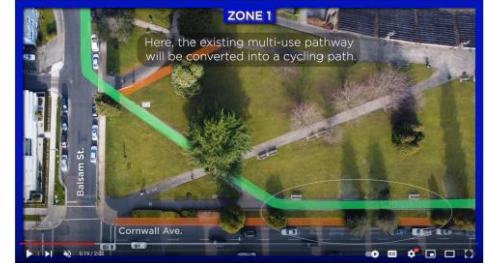 ZONE 1
Here, the existing multi-use pathway
will be converted into a cycling path.
Balsam St.
Cornwall Ave.